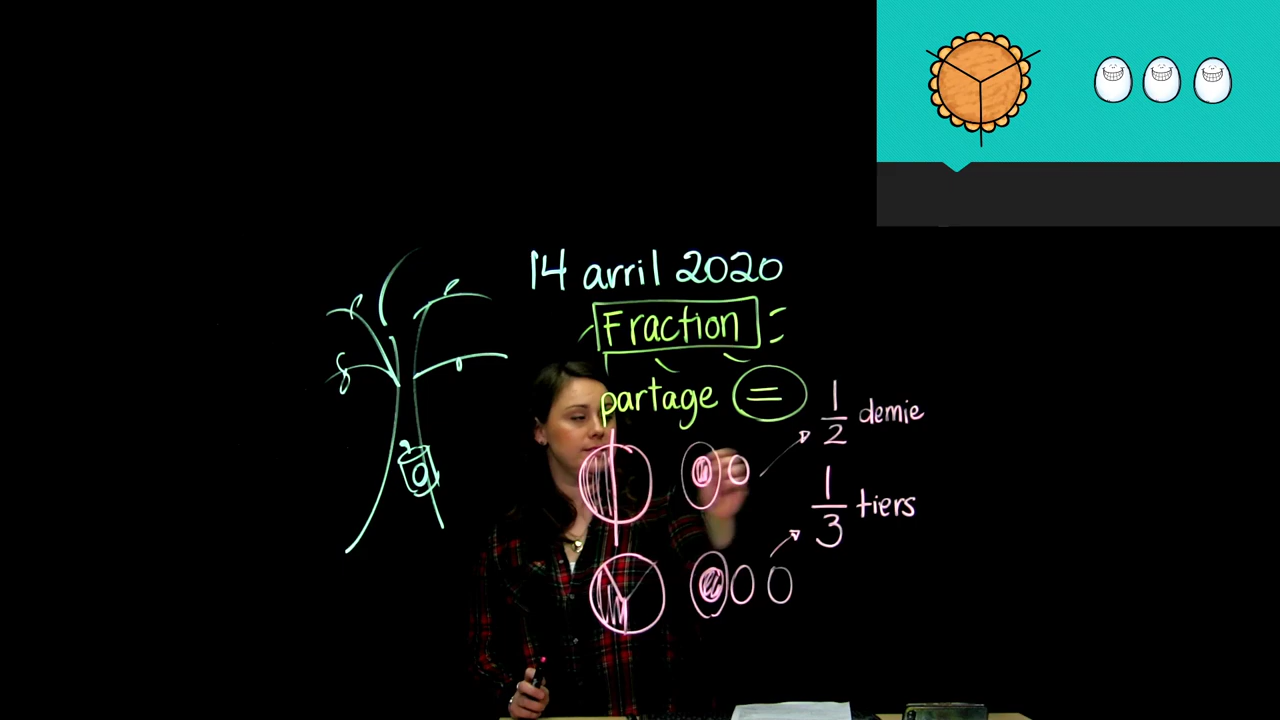 14 avril 2020
Fraction =
partage =
1/2 demie
1/3 tiers